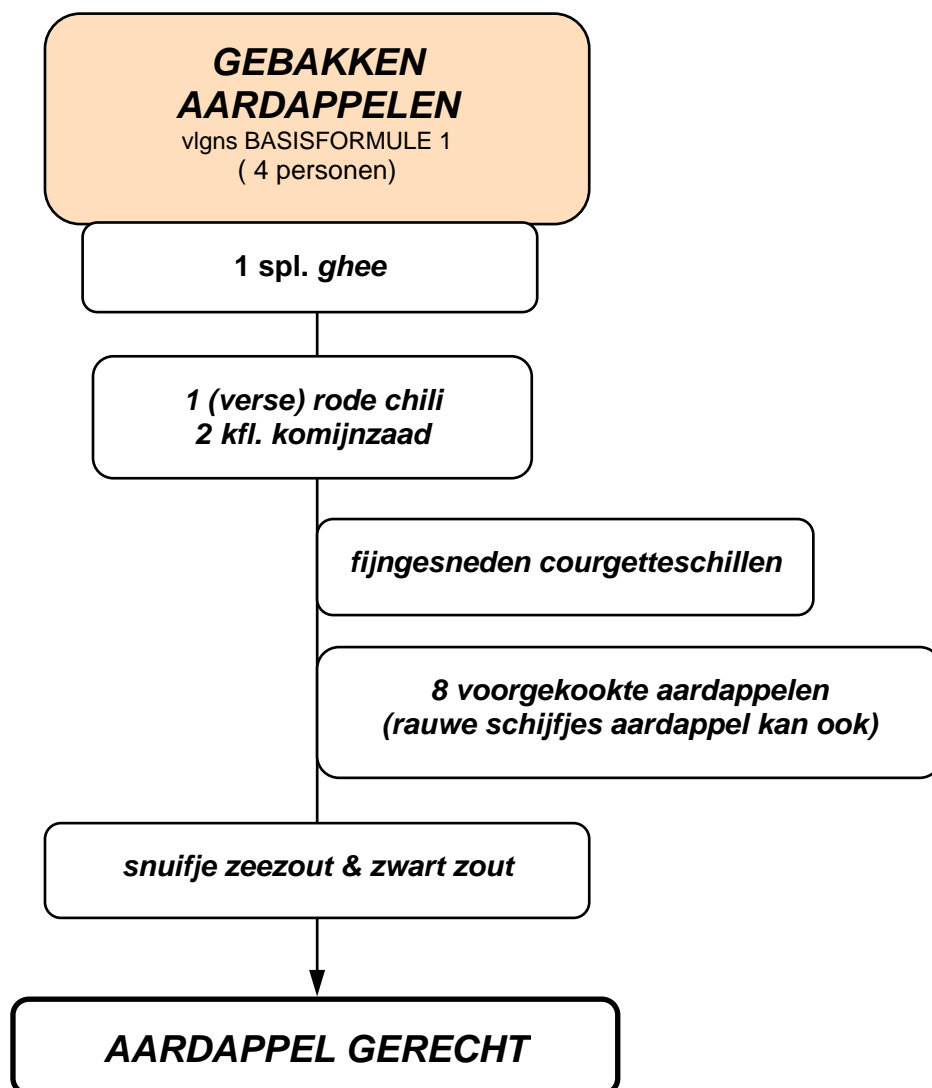 GEBAKKEN
AARDAPPELEN
vlgns BASISFORMULE 1
( 4 personen)
1 spl. ghee
1 (verse) rode chili
2 kfl. komijnzaad
fijngesneden courgetteschillen
8 voorgekookte aardappelen
(rauwe schijfjes aardappel kan ook)
snuifje zeezout & zwart zout
AARDAPPEL GERECHT